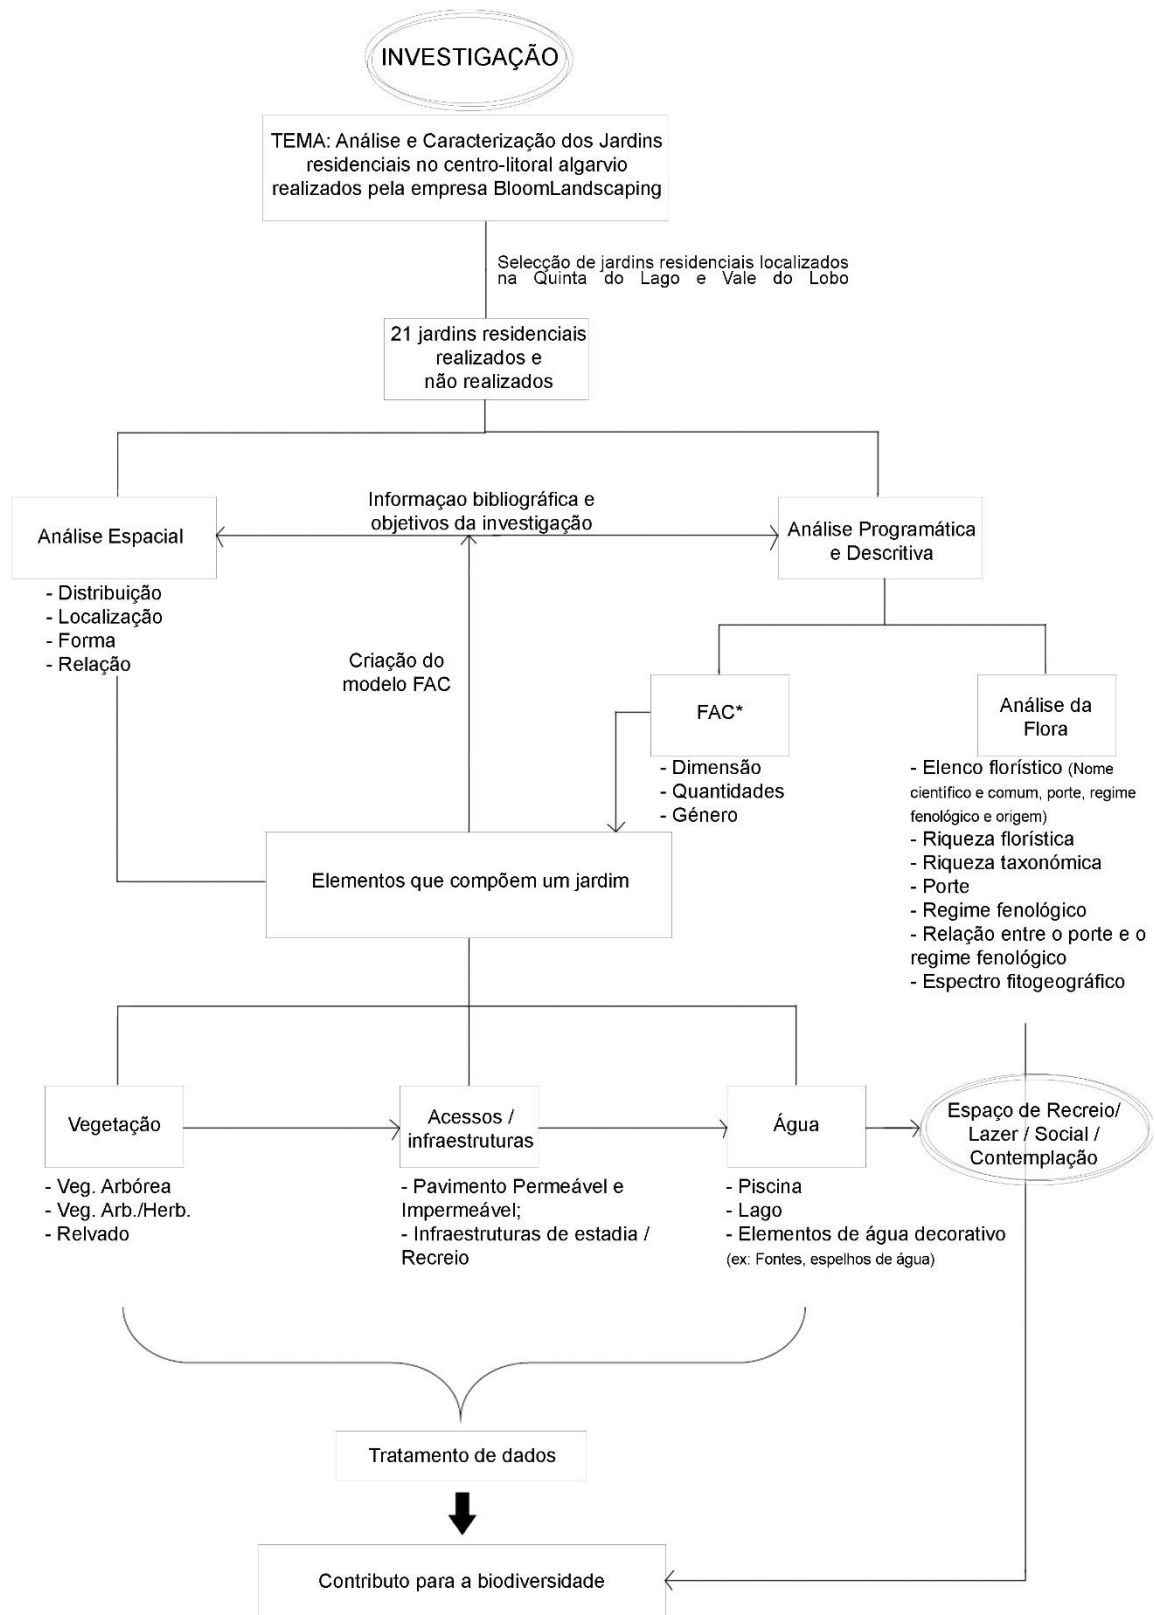 INVESTIGAÇÃO
TEMA: Análise e Caracterização dos Jardins
residenciais no centro-litoral algarvio
realizados pela empresa BloomLandscaping
Selecção de jardins residenciais localizados
na Quinta do Lago e Vale do Lobo
21 jardins residenciais
realizados e
não realizados
Informaçao bibliográfica e
objetivos da investigação
Análise Espacial
- Distribuição
- Localização
- Forma
- Relação
Análise Programática
e Descritiva
Criação do
modelo FAC
FAC*
- Dimensão
- Quantidades
- Género
Análise da
Flora
- Elenco florístico (Nome
científico e comum, porte, regime
fenológico e origem)
- Riqueza florística
- Riqueza taxonómica
- Porte
- Regime fenológico
- Relação entre o porte e o
regime fenológico
- Espectro fitogeográfico
Elementos que compõem um jardim
Vegetação
- Veg. Arbórea
- Veg. Arb./Herb.
- Relvado
Acessos /
infraestruturas
- Pavimento Permeável e
Impermeável;
- Infraestruturas de estadia /
Recreio
Água
- Piscina
- Lago
- Elementos de água decorativo
(ex: Fontes, espelhos de água)
Espaço de Recreio/
Lazer / Social /
Contemplação
Tratamento de dados
Contributo para a biodiversidade